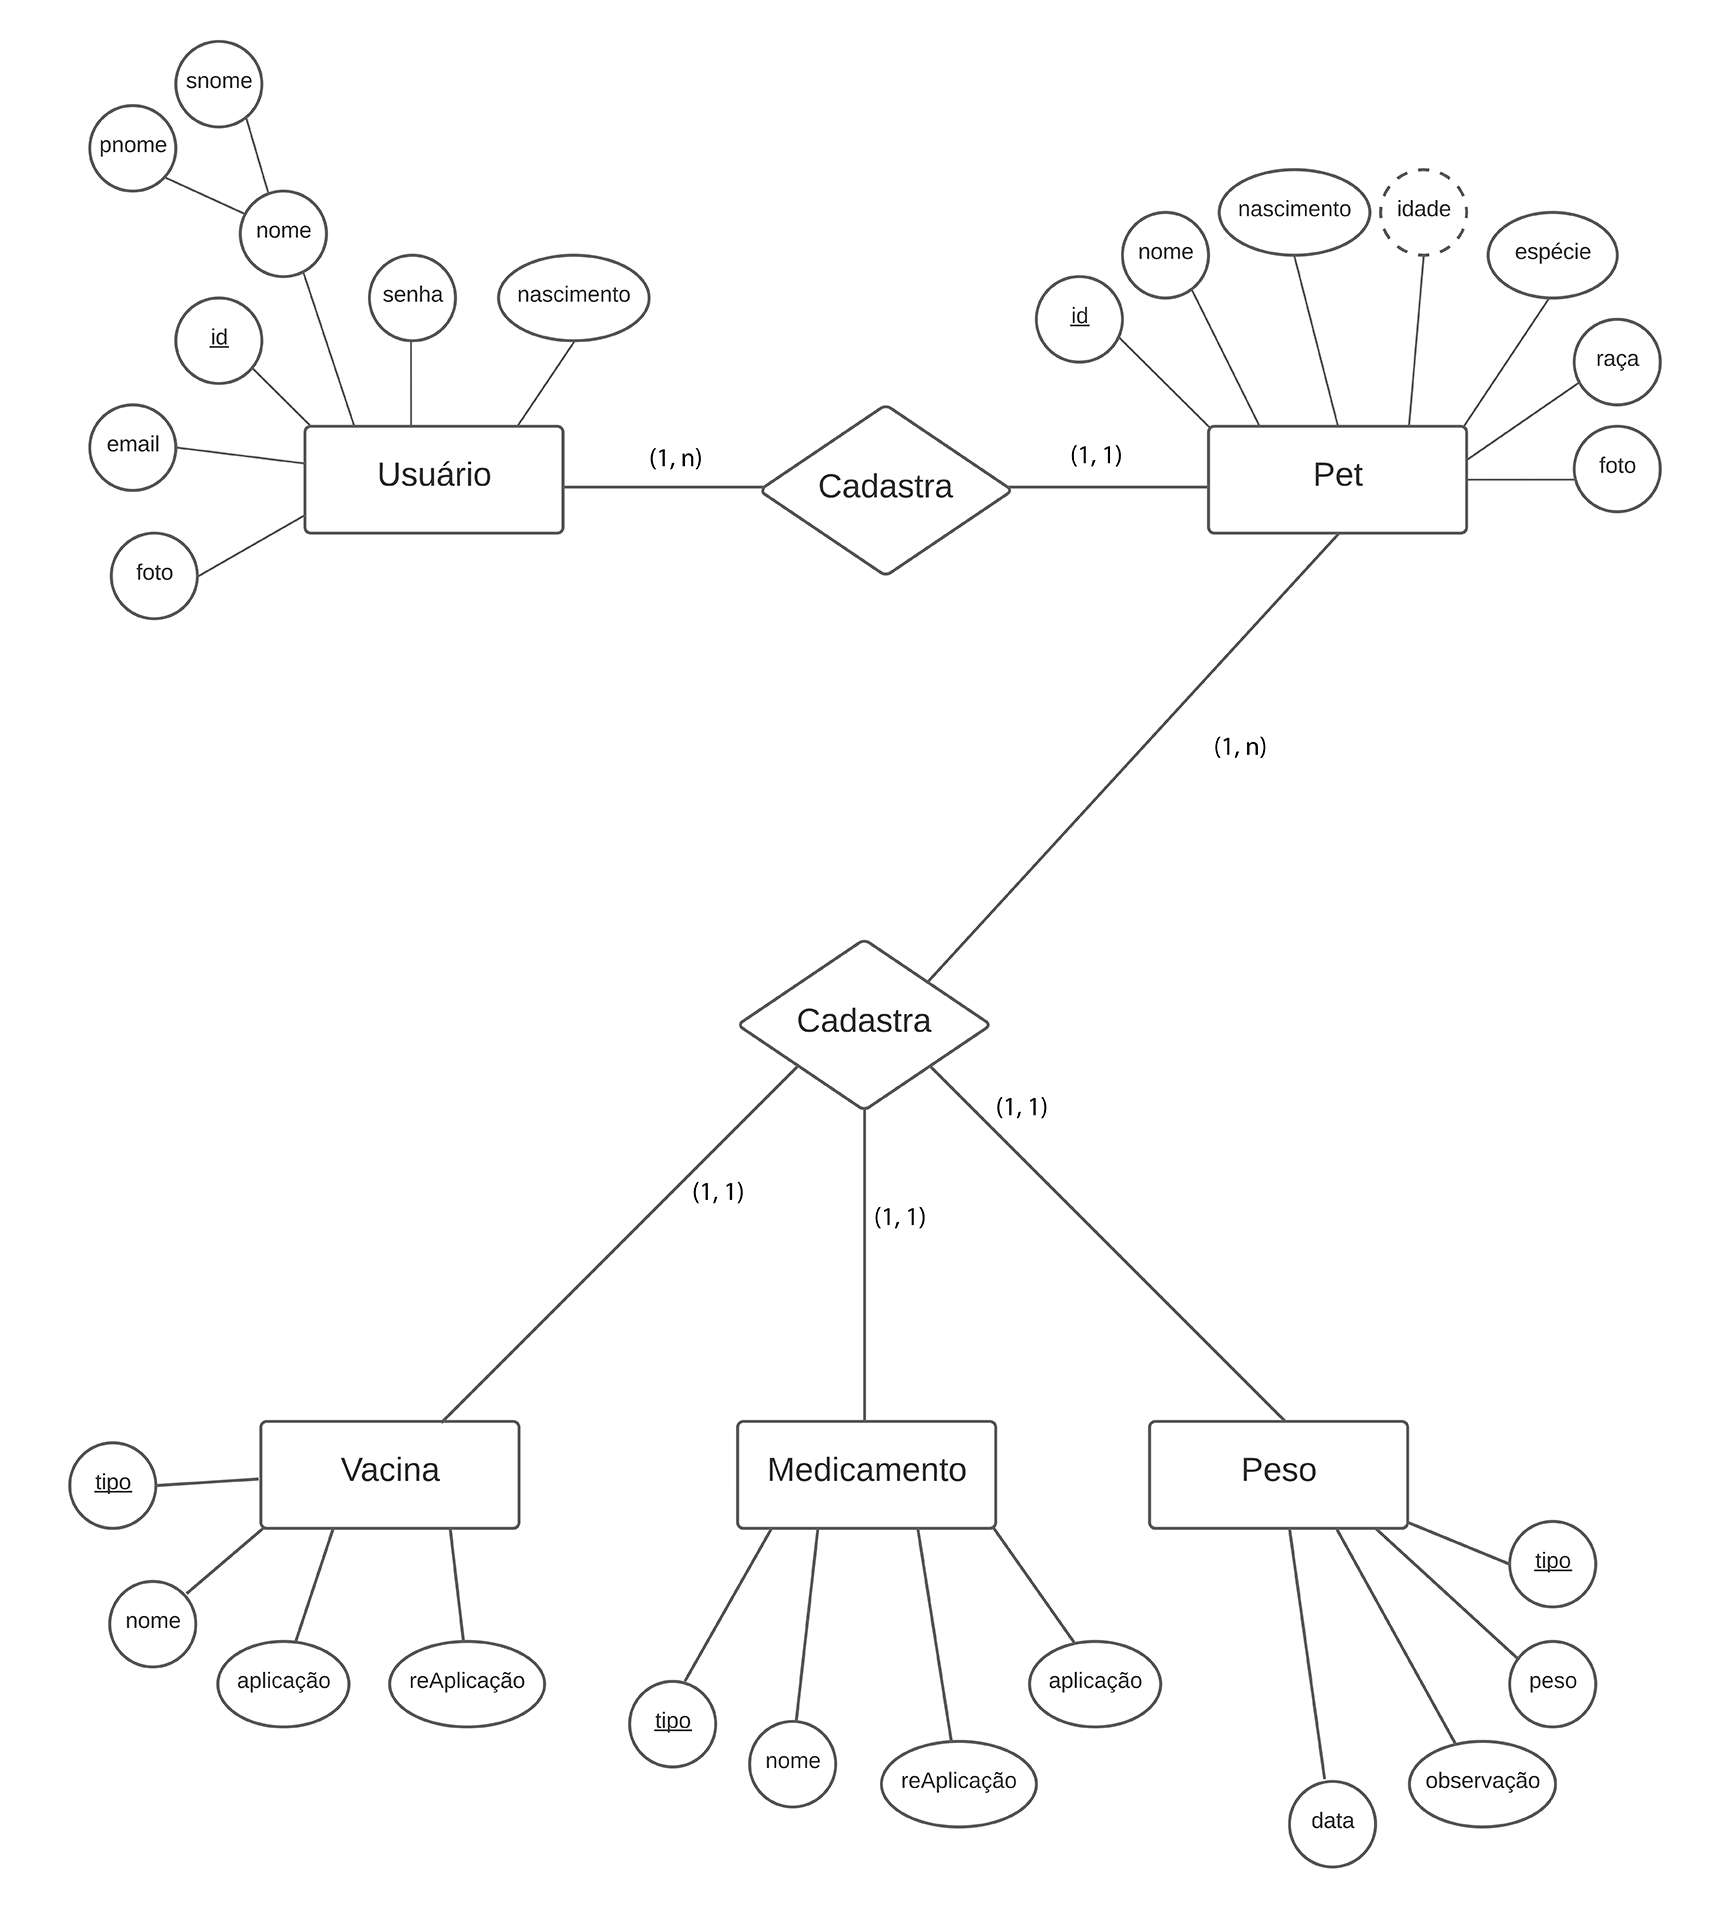 snome
pnome
nome
id
senha
nascimento
email
foto
Usuário
(1, n)
Cadastra
(1, 1)
id
nome
nascimento
idade
espécie
raça
foto
Pet
(1, n)
Cadastra
(1, 1)
(1, 1)
(1, 1)
Vacina
tipo
nome
aplicação
reAplicação
Medicamento
tipo
nome
reAplicação
aplicação
Peso
tipo
peso
observação
data